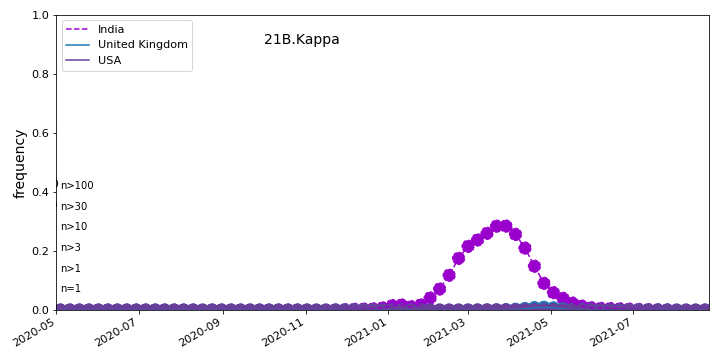 1.0
0.8
0.6
0.4
0.2
0.0
frequency
India
United Kingdom
USA
21B.Kappa
n>100
n>30
n>10
n>3
n>1
n=1
2020-05
2020-07
2020-09
2020-11
2021-01
2021-03
2021-05
2021-07